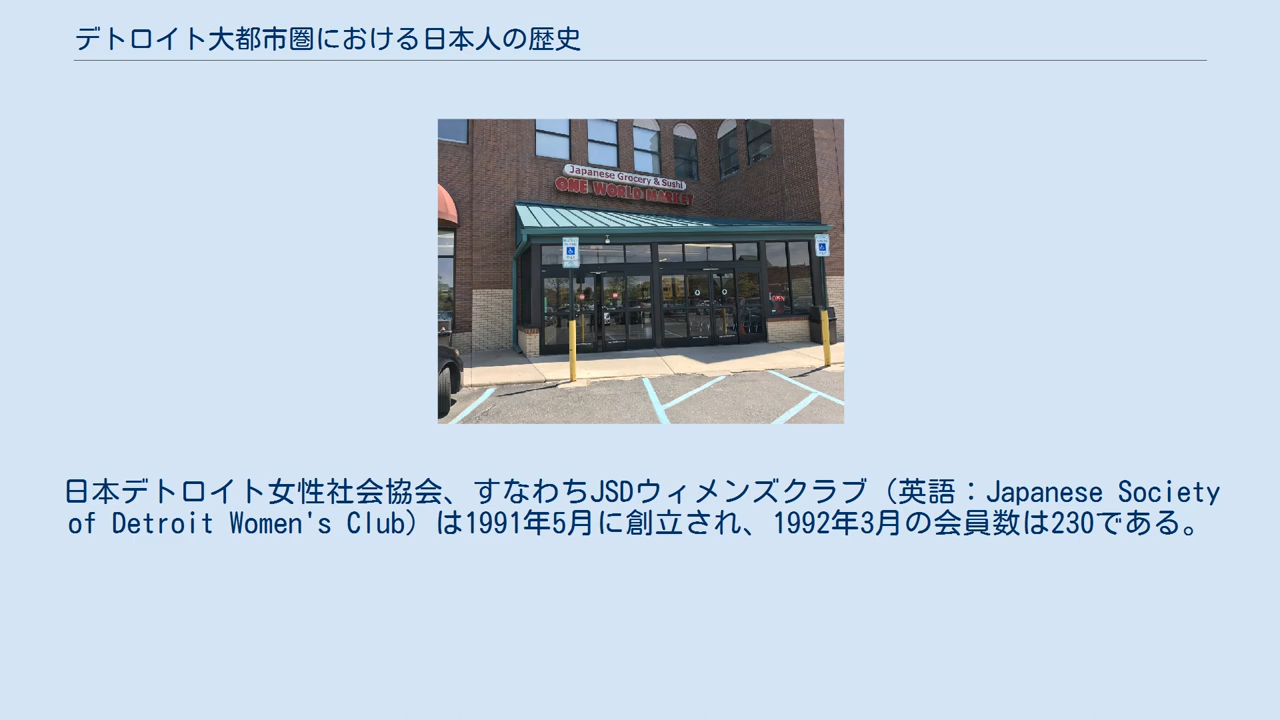 デトロイト大都市圏における日本人の歴史
Japanese Grocery & Sushi
ONE WORLD MARKET
OPEN
日本デトロイト女性社会協会、すなわちJSDウィメンズクラブ（英語：Japanese Society
of Detroit Women's Club）は1991年5月に創立され、1992年3月の会員数は230である。